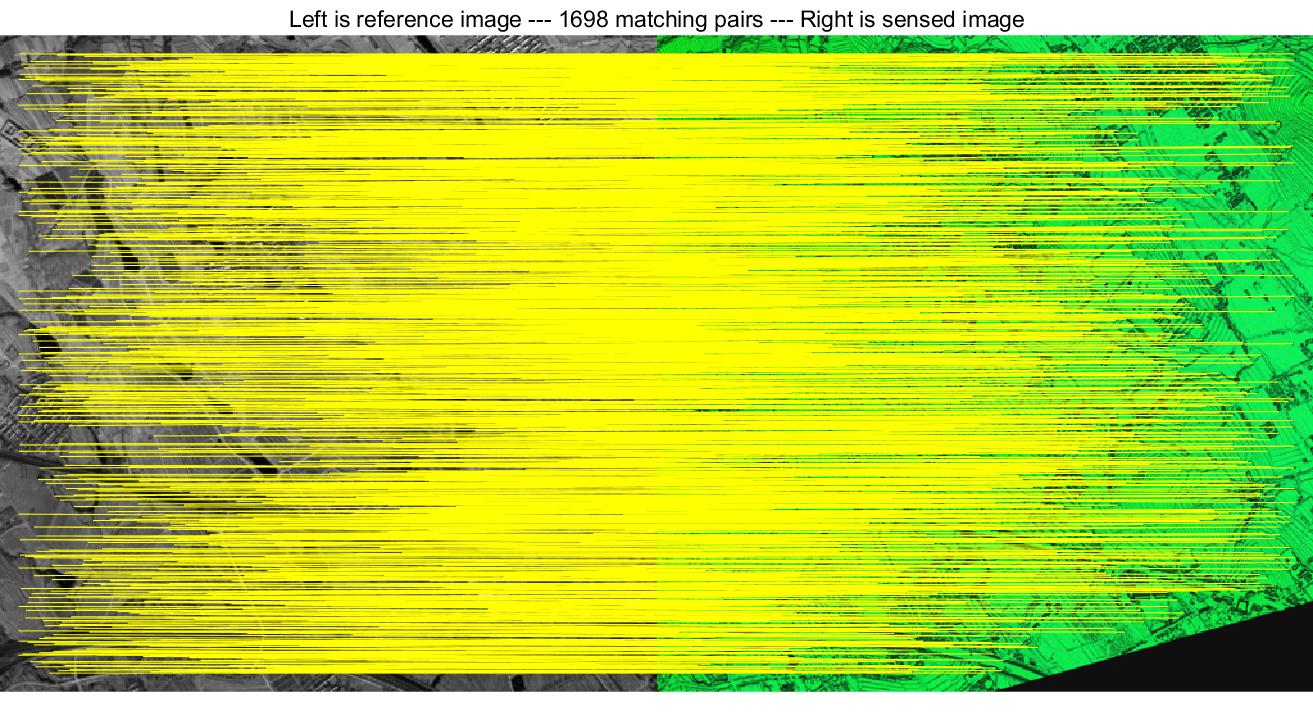 Left is reference image --- 1698 matching pairs --- Right is sensed image